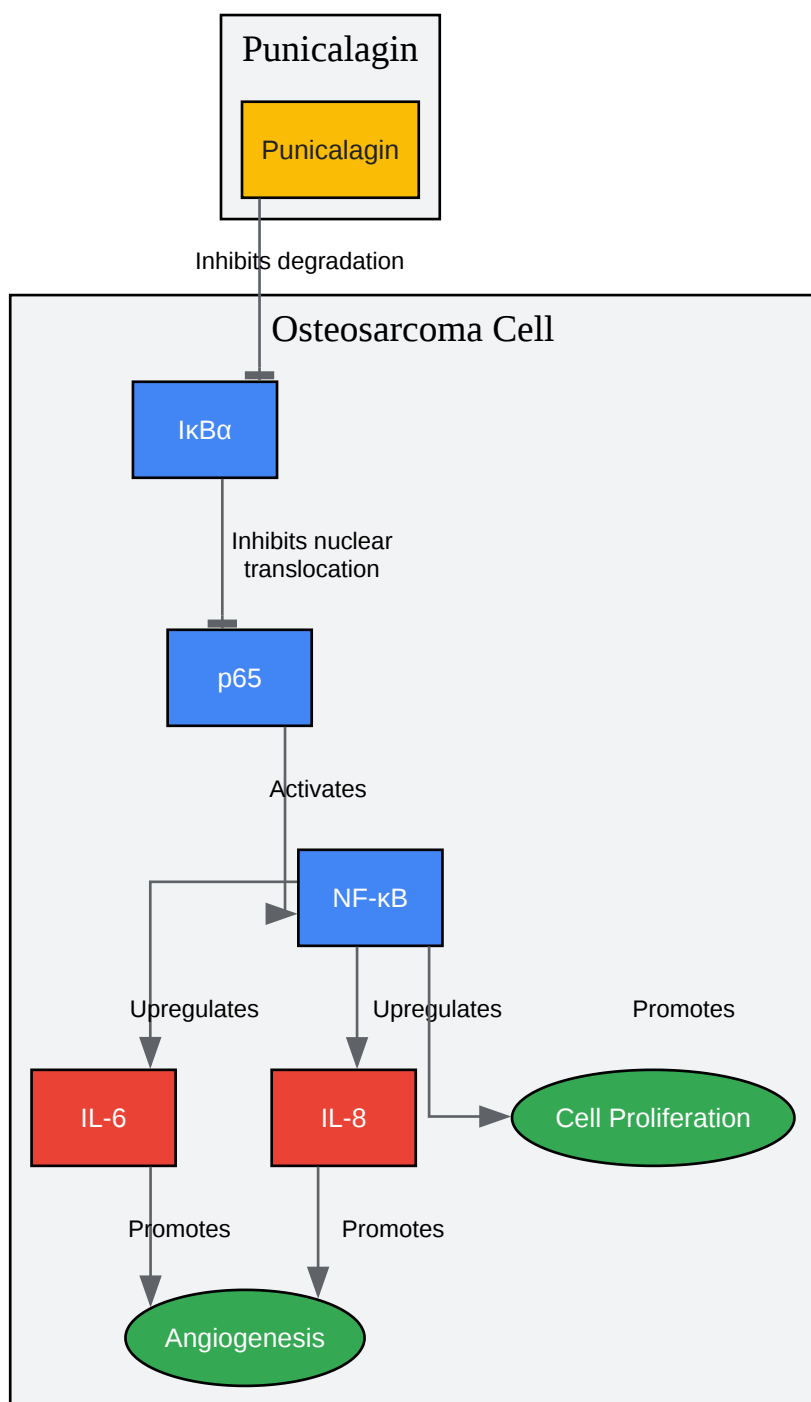 Punicalagin
Punicalagin
Inhibits degradation
Osteosarcoma Cell
IκBα
Inhibits nuclear
translocation
p65
Activates
NF-κB
Upregulates
Upregulates
Promotes
IL-6
IL-8
Cell Proliferation
Promotes
Promotes
Angiogenesis